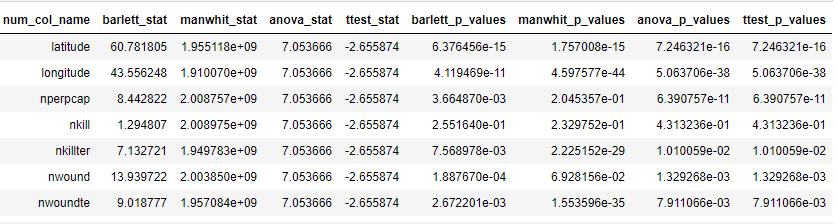 num_col_name barlett_stat manwhit_stat anova_stat ttest_stat barlett_p_values manwhit_p_values anova_p_values ttest_p_values
latitude 60.781805 1.955118e+09 7.053666 -2.655874 6.376456e-15 1.757008e-15 7.246321e-16 7.246321e-16
longitude 43.556248 1.910070e+09 7.053666 -2.655874 4.119469e-11 4.597577e-44 5.063706e-38 5.063706e-38
nperpcap 8.442822 2.008757e+09 7.053666 -2.655874 3.664870e-03 2.045357e-01 6.390757e-11 6.390757e-11
nkill 1.294807 2.008975e+09 7.053666 -2.655874 2.551640e-01 2.329752e-01 4.313236e-01 4.313236e-01
nkillter 7.132721 1.949783e+09 7.053666 -2.655874 7.568978e-03 2.225152e-29 1.010059e-02 1.010059e-02
nwound 13.939722 2.003850e+09 7.053666 -2.655874 1.887670e-04 6.928156e-02 1.329268e-03 1.329268e-03
nwoundte 9.018777 1.957084e+09 7.053666 -2.655874 2.672201e-03 1.553596e-35 7.911066e-03 7.911066e-03